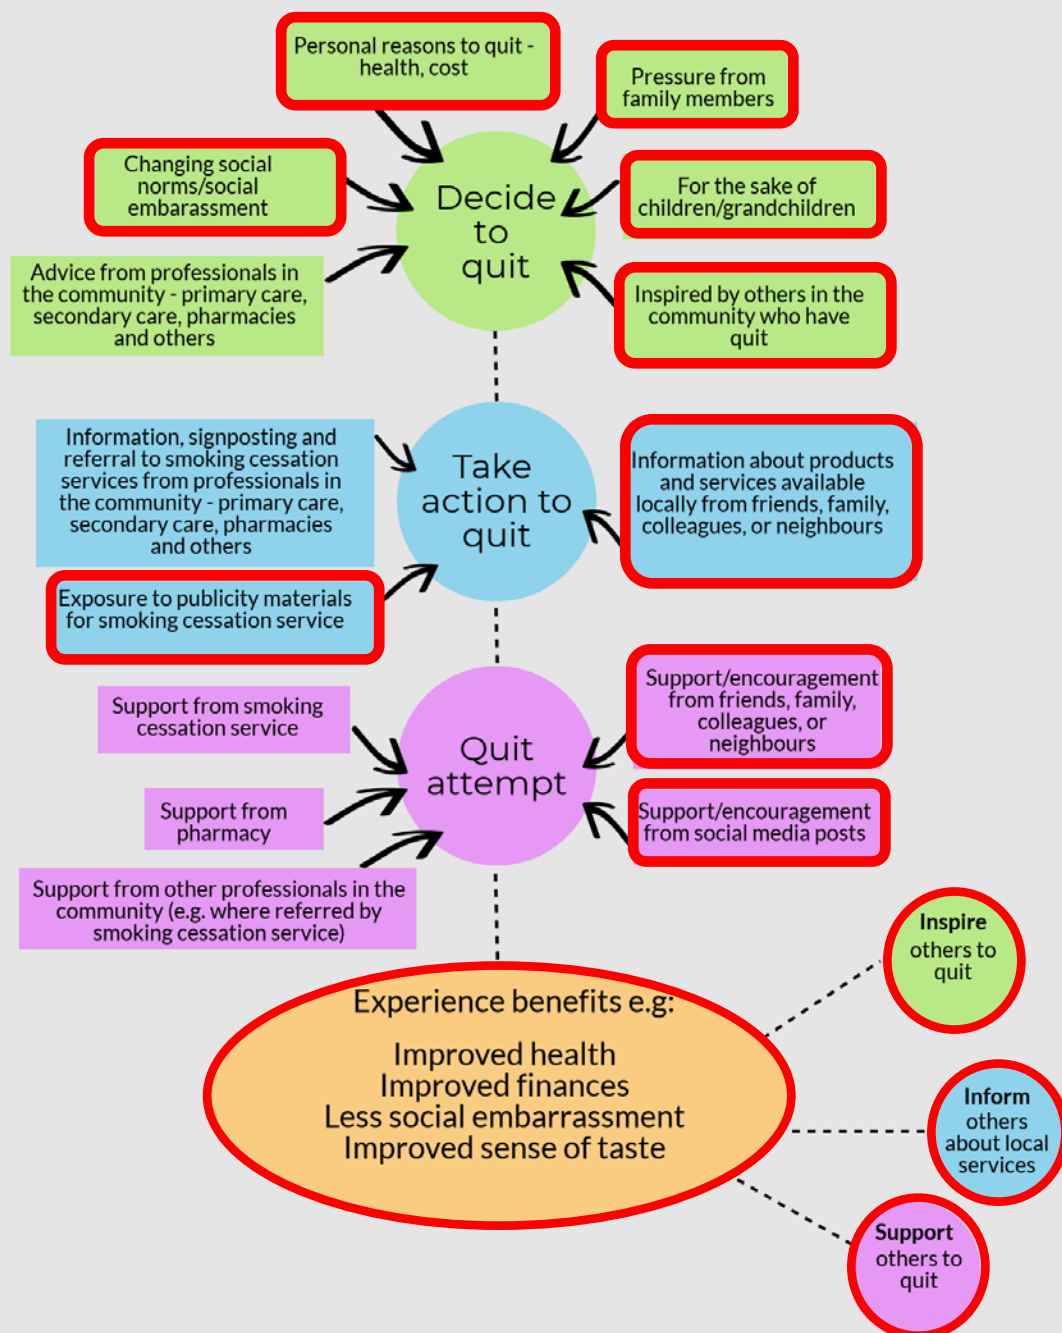 Personal reasons to quit -
health, cost
Pressure from
family members
Changing social
norms/social
embarassment
Decide
to
quit
For the sake of
children/grandchildren
Advice from professionals in
the community - primary care,
secondary care, pharmacies
and others
Inspired by others in the
community who have
quit
Information, signposting and
referral to smoking cessation
services from professionals in
the community - primary care,
secondary care, pharmacies
and others
Take
action to
quit
Information about products
and services available
locally from friends, family,
colleagues, or neighbours
Exposure to publicity materials
for smoking cessation service
Support from smoking
cessation service
Quit
attempt
Support/encouragement
from friends, family,
colleagues, or
neighbours
Support from
pharmacy
Support/encouragement
from social media posts
Support from other professionals in the
community (e.g. where referred by
smoking cessation service)
Experience benefits e.g:
Improved health
Improved finances
Less social embarrassment
Improved sense of taste
Inspire
others to
quit
Inform
others
about local
services
Support
others to
quit